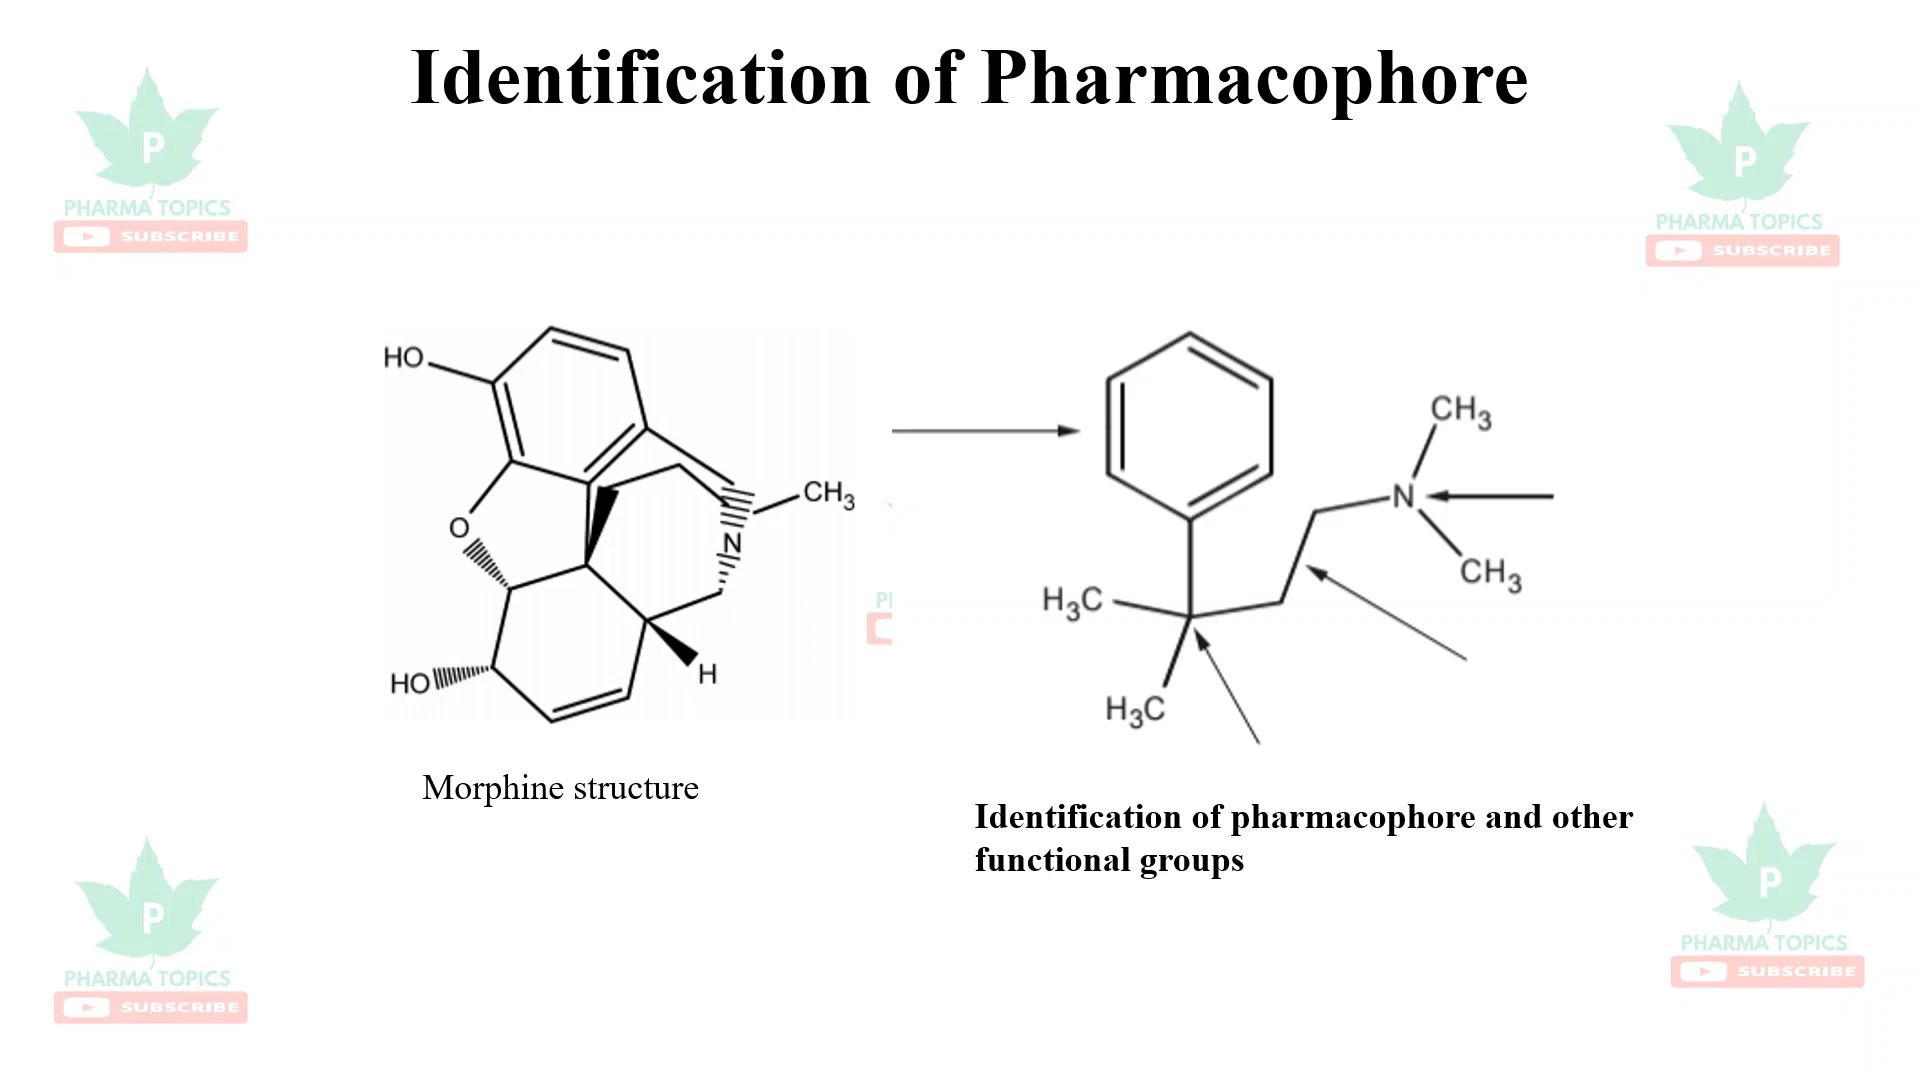 Identification of Pharmacophore
P
PHARMA TOPICS
SUBSCRIBE
P
PHARMA TOPICS
SUBSCRIBE
HO
O
HO
N
CH3
H
CH3
N
CH3
H3C
H3C
Morphine structure
Identification of pharmacophore and other
functional groups
P
PHARMA TOPICS
SUBSCRIBE
P
PHARMA TOPICS
SUBSCRIBE